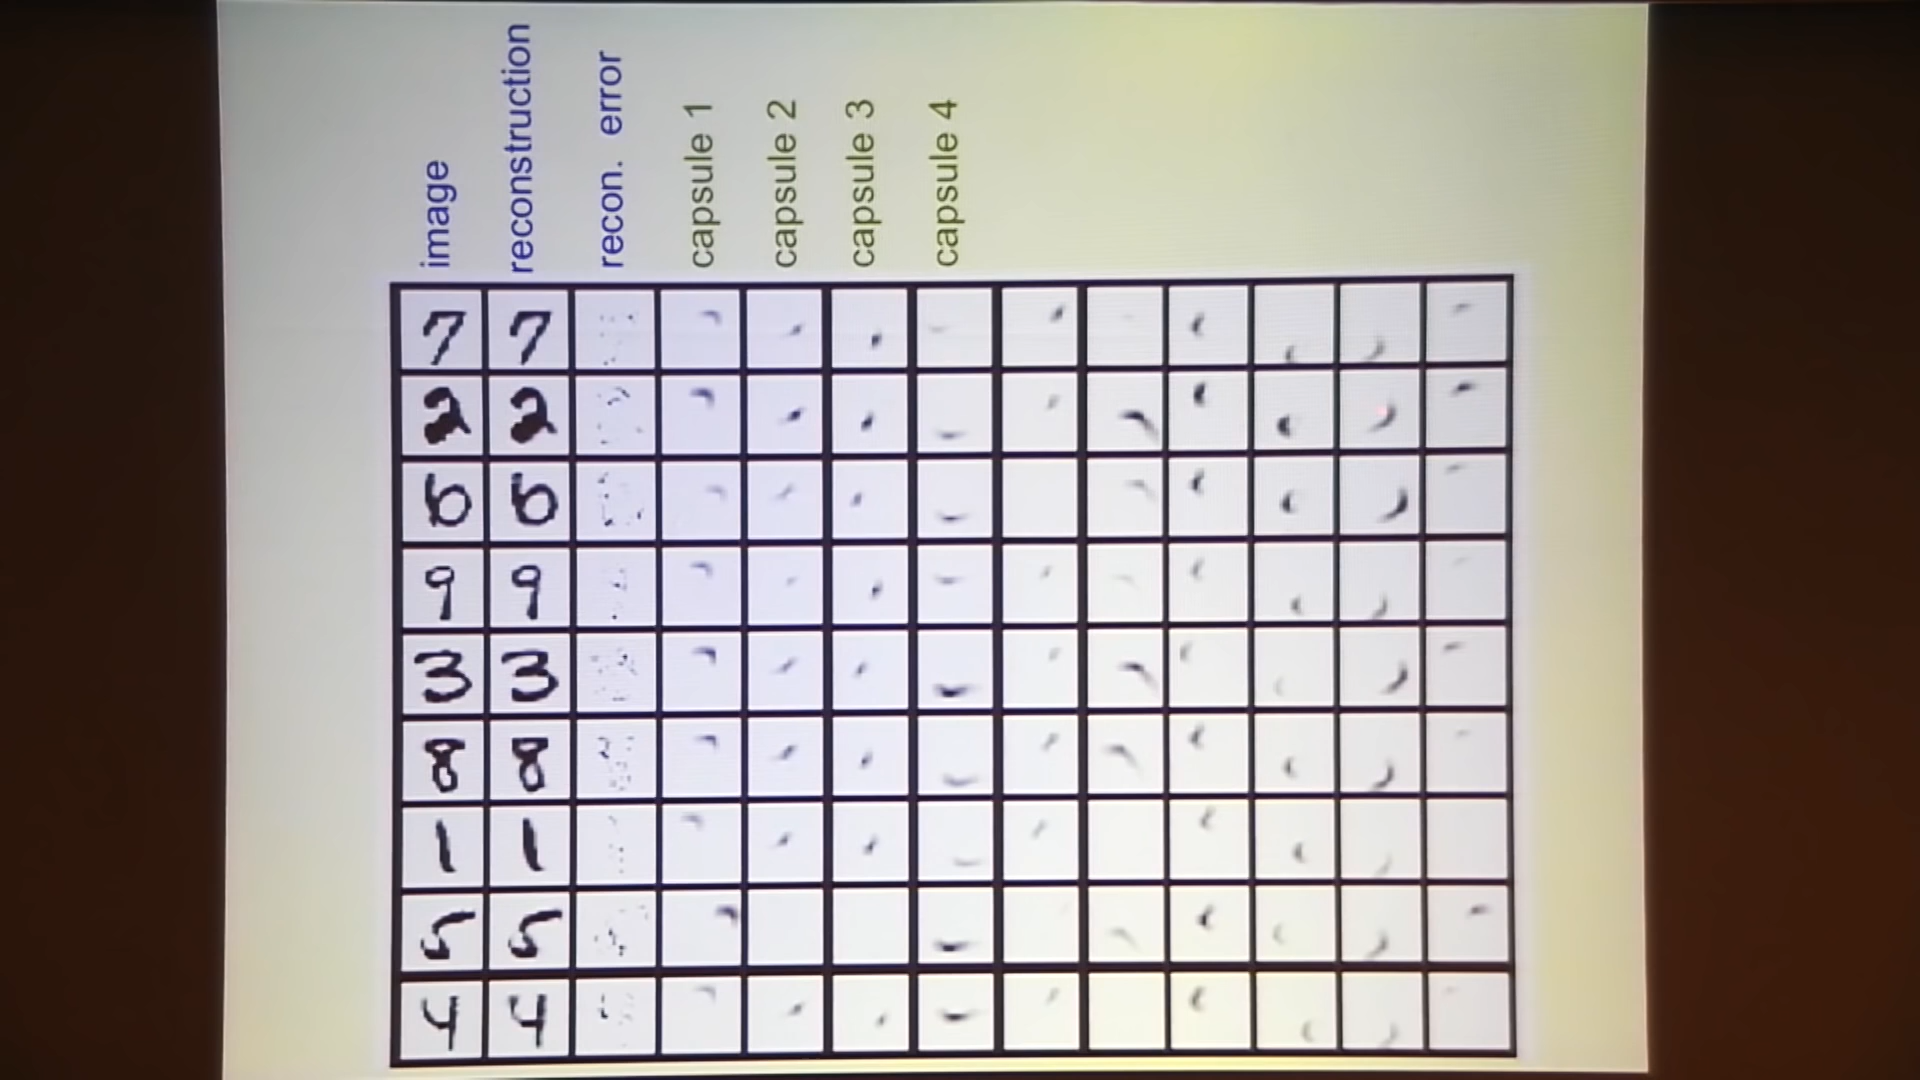 image
reconstruction
recon. error
capsule 1
capsule 2
capsule 3
capsule 4
7 7
2 2
6 6
9 9
3 3
8 8
1 1
5 5
4 4